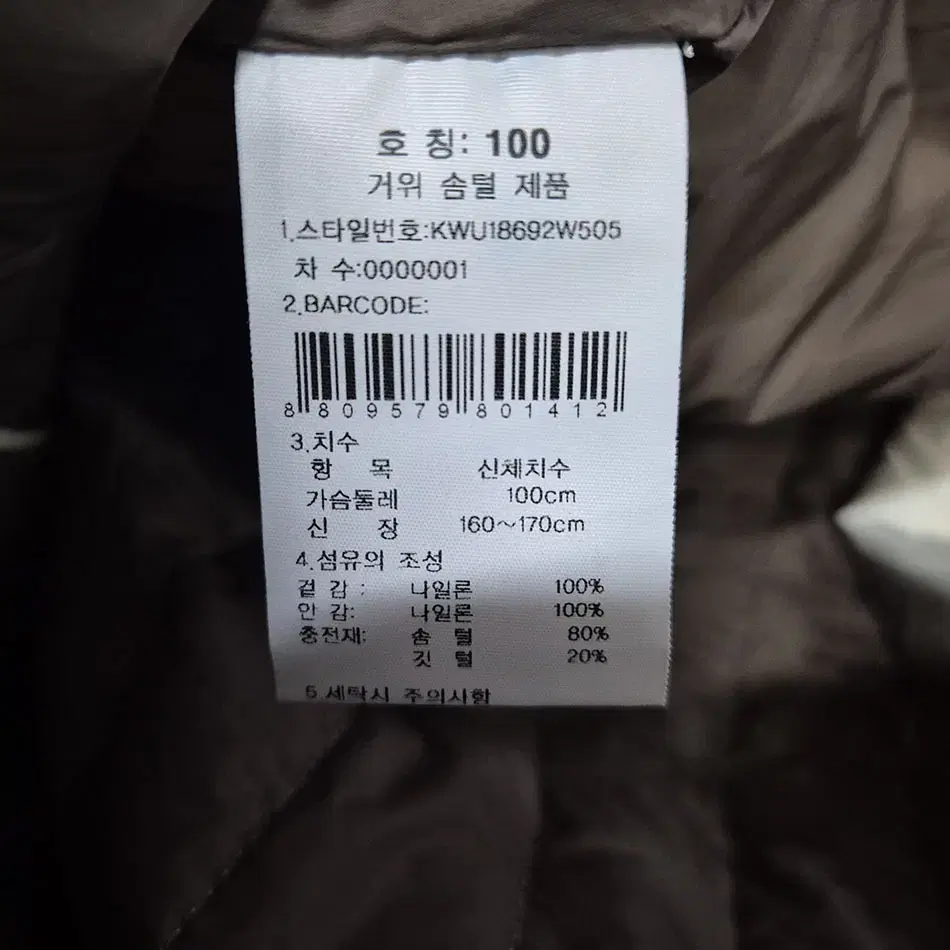 호 칭: 100
거위 솜털 제품
1.스타일번호:KWU18692W505
차 수:0000001
2.BARCODE:
8 809579 801412
3.치수
항 목 신체치수
가슴둘레 100cm
신 장 160~170cm
4.섬유의 조성
겉 감 : 나일론 100%
안 감: 나일론 100%
충전재: 솜 털 80%
깃 털 20%
5.세탁시 주의사항